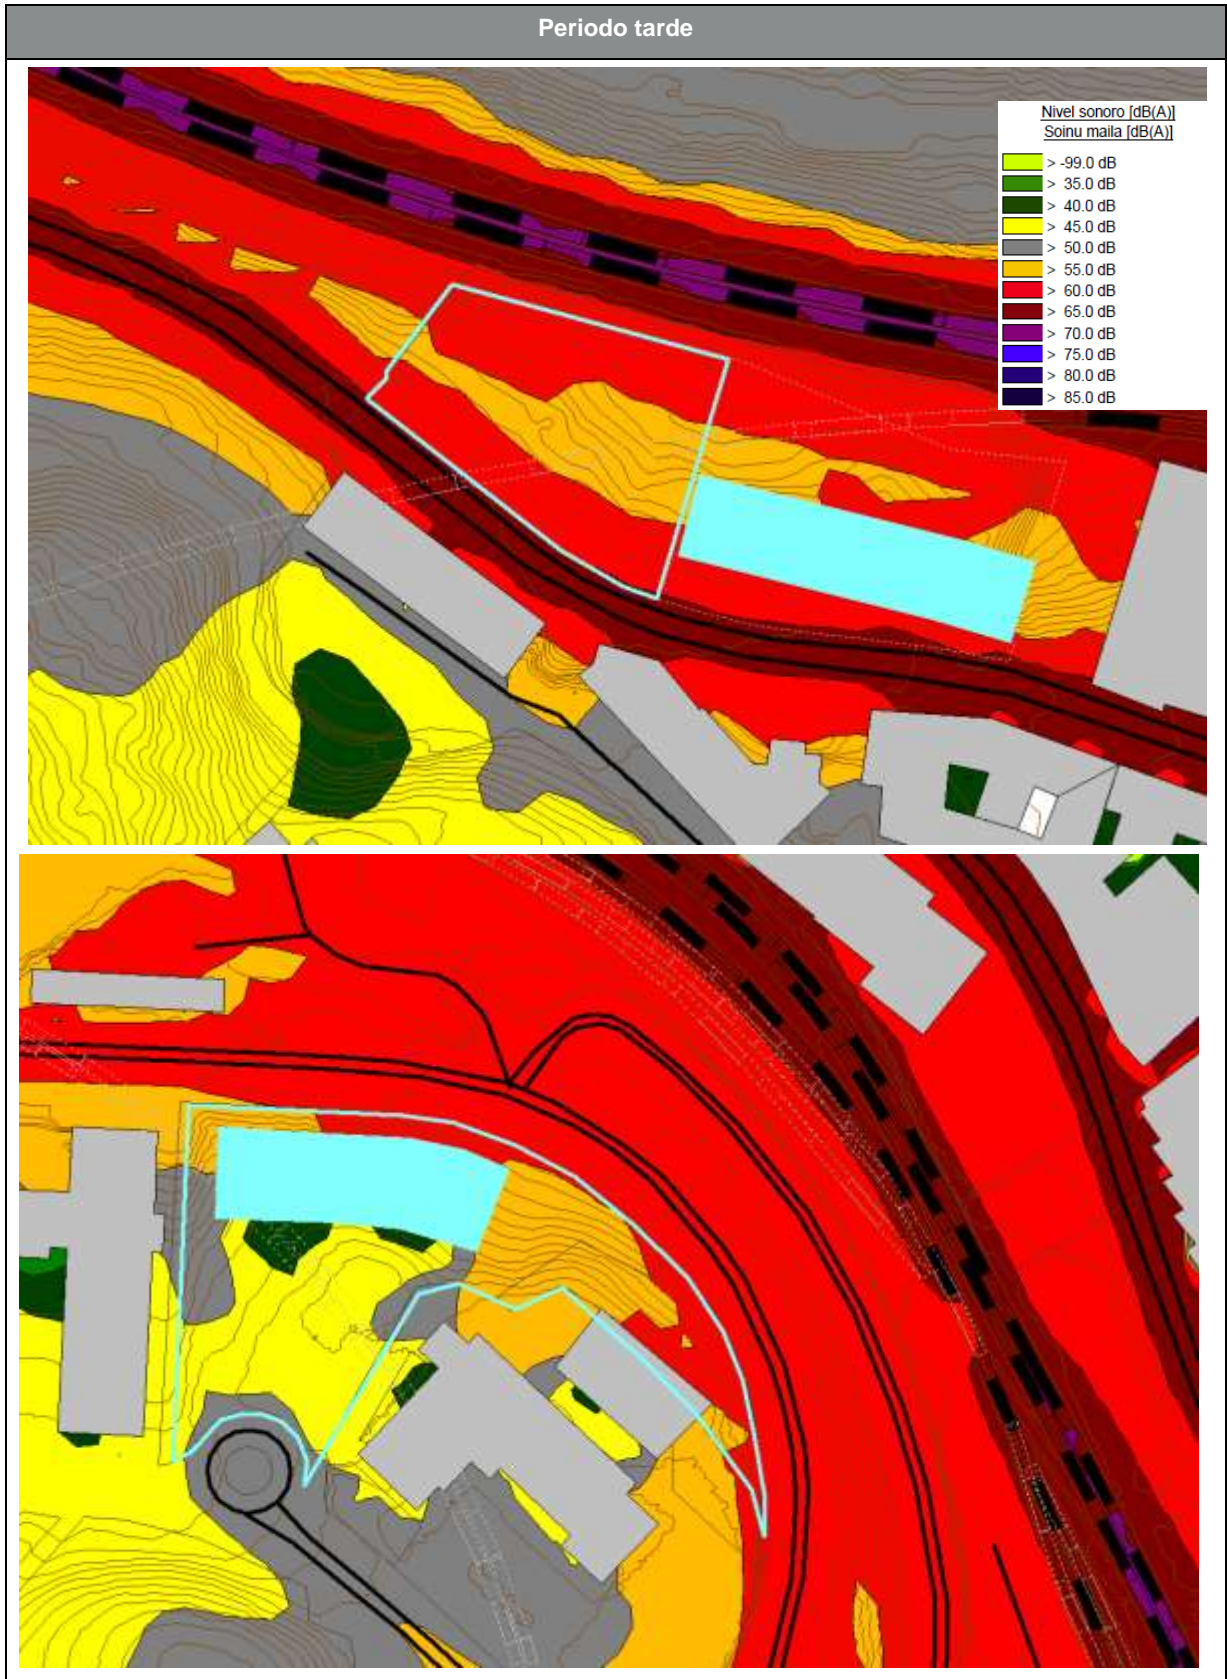 Periodo tarde
Nivel sonoro [dB(A)]
Soinu maila [dB(A)]
> -99.0 dB
> 35.0 dB
> 40.0 dB
> 45.0 dB
> 50.0 dB
> 55.0 dB
> 60.0 dB
> 65.0 dB
> 70.0 dB
> 75.0 dB
> 80.0 dB
> 85.0 dB